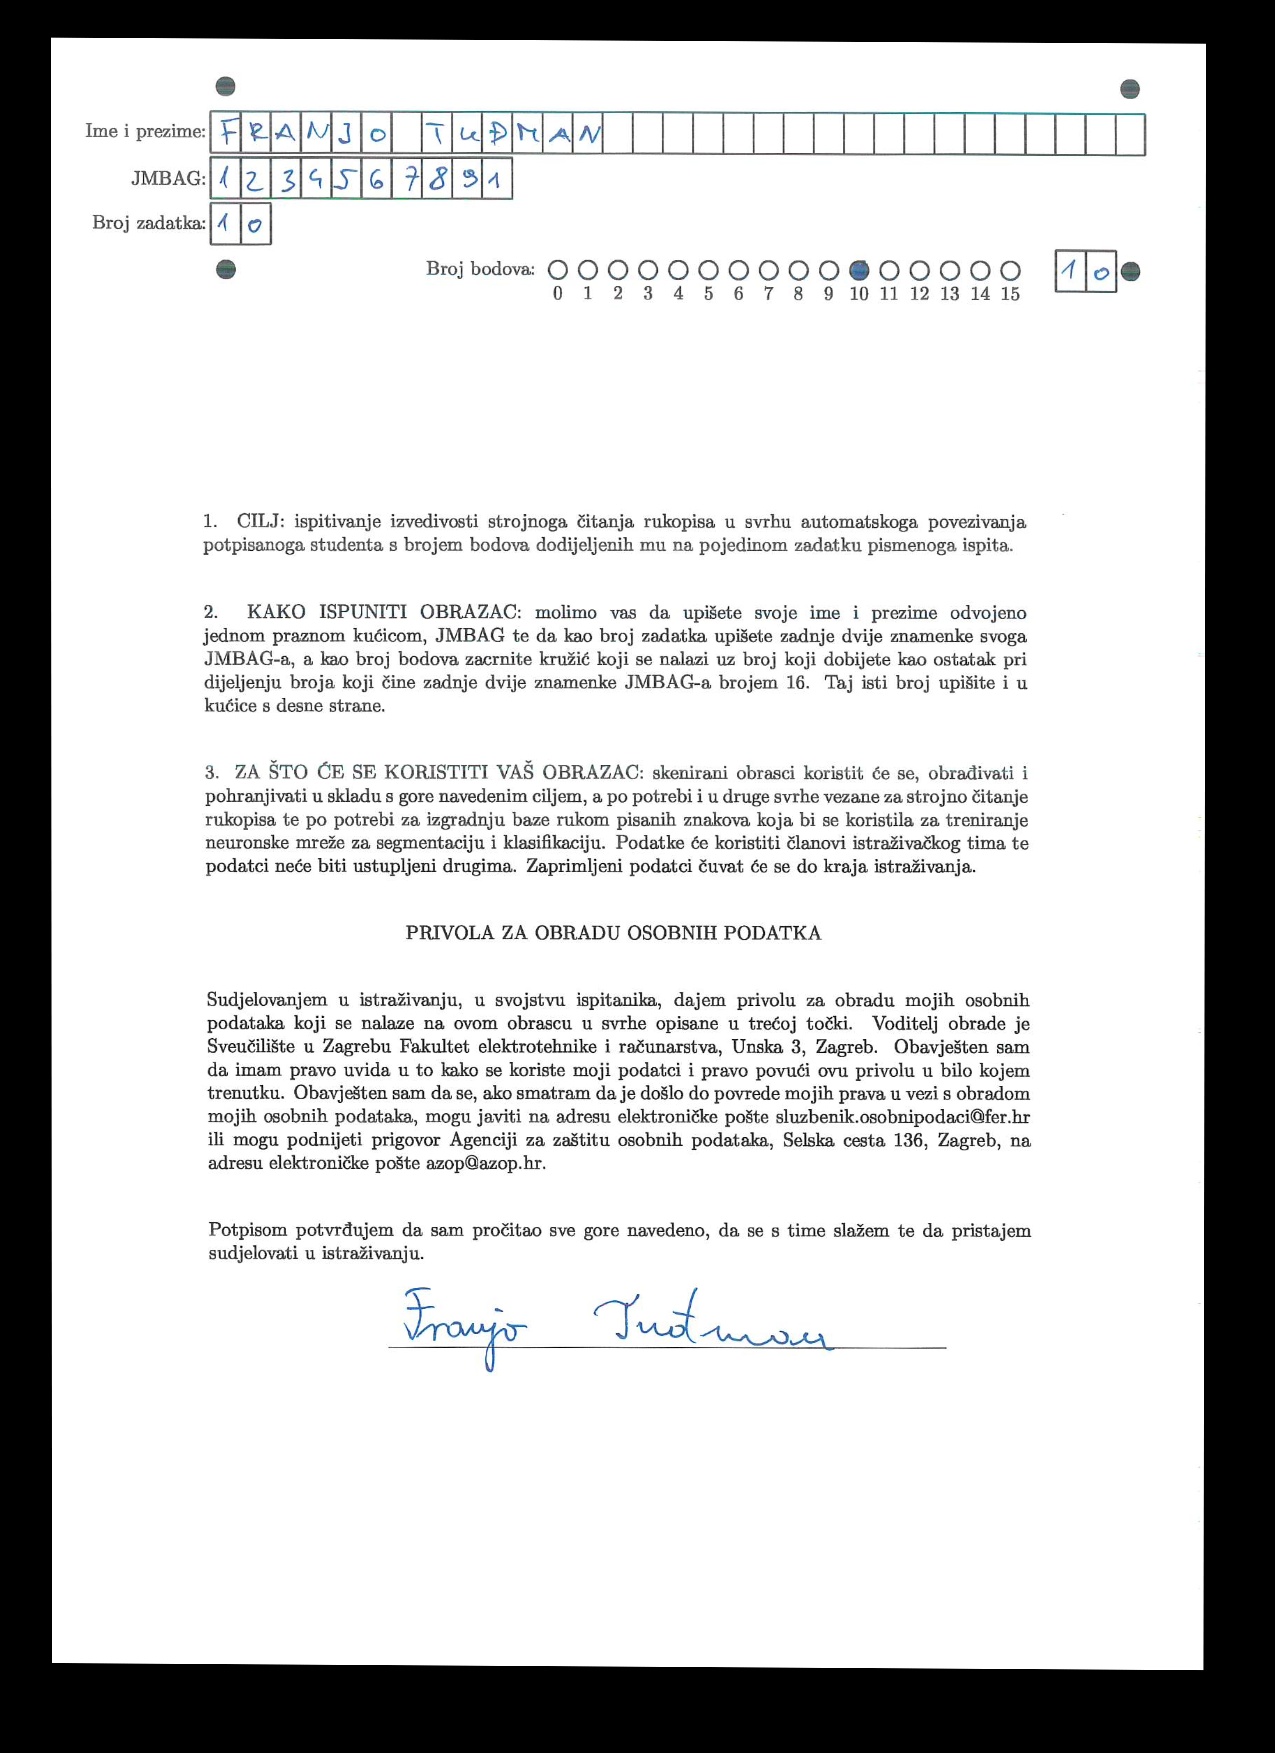 Ime i prezime: FRANJO TUĐMAN
JMBAG: 1234567891
Broj zadatka: 10
Broj bodova: 10
0 1 2 3 4 5 6 7 8 9 10 11 12 13 14 15
1. CILJ: ispitivanje izvedivosti strojnoga čitanja rukopisa u svrhu automatskoga povezivanja
potpisanoga studenta s brojem bodova dodijeljenih mu na pojedinom zadatku pismenoga ispita.
2. KAKO ISPUNITI OBRAZAC: molimo vas da upišete svoje ime i prezime odvojeno
jednom praznom kućicom, JMBAG te da kao broj zadatka upišete zadnje dvije znamenke svoga
JMBAG-a, a kao broj bodova zacrnite kružić koji se nalazi uz broj koji dobijete kao ostatak pri
dijeljenju broja koji čine zadnje dvije znamenke JMBAG-a brojem 16. Taj isti broj upišite i u
kućice s desne strane.
3. ZA ŠTO ĆE SE KORISTITI VAŠ OBRAZAC: skenirani obrasci koristit će se, obrađivati i
pohranjivati u skladu s gore navedenim ciljem, a po potrebi i u druge svrhe vezane za strojno čitanje
rukopisa te po potrebi za izgradnju baze rukom pisanih znakova koja bi se koristila za treniranje
neuronske mreže za segmentaciju i klasifikaciju. Podatke će koristiti članovi istraživačkog tima te
podatci neće biti ustupljeni drugima. Zaprimljeni podatci čuvat će se do kraja istraživanja.
PRIVOLA ZA OBRADU OSOBNIH PODATKA
Sudjelovanjem u istraživanju, u svojstvu ispitanika, dajem privolu za obradu mojih osobnih
podataka koji se nalaze na ovom obrascu u svrhe opisane u trećoj točki. Voditelj obrade je
Sveučilište u Zagrebu Fakultet elektrotehnike i računarstva, Unska 3, Zagreb. Obavješten sam
da imam pravo uvida u to kako se koriste moji podatci i pravo povući ovu privolu u bilo kojem
trenutku. Obavješten sam da se, ako smatram da je došlo do povrede mojih prava u vezi s obradom
mojih osobnih podataka, mogu javiti na adresu elektroničke pošte sluzbenik.osobnipodaci@fer.hr
ili mogu podnijeti prigovor Agenciji za zaštitu osobnih podataka, Selska cesta 136, Zagreb, na
adresu elektroničke pošte azop@azop.hr.
Potpisom potvrđujem da sam pročitao sve gore navedeno, da se s time slažem te da pristajem
sudjelovati u istraživanju.
Franjo Tuđman